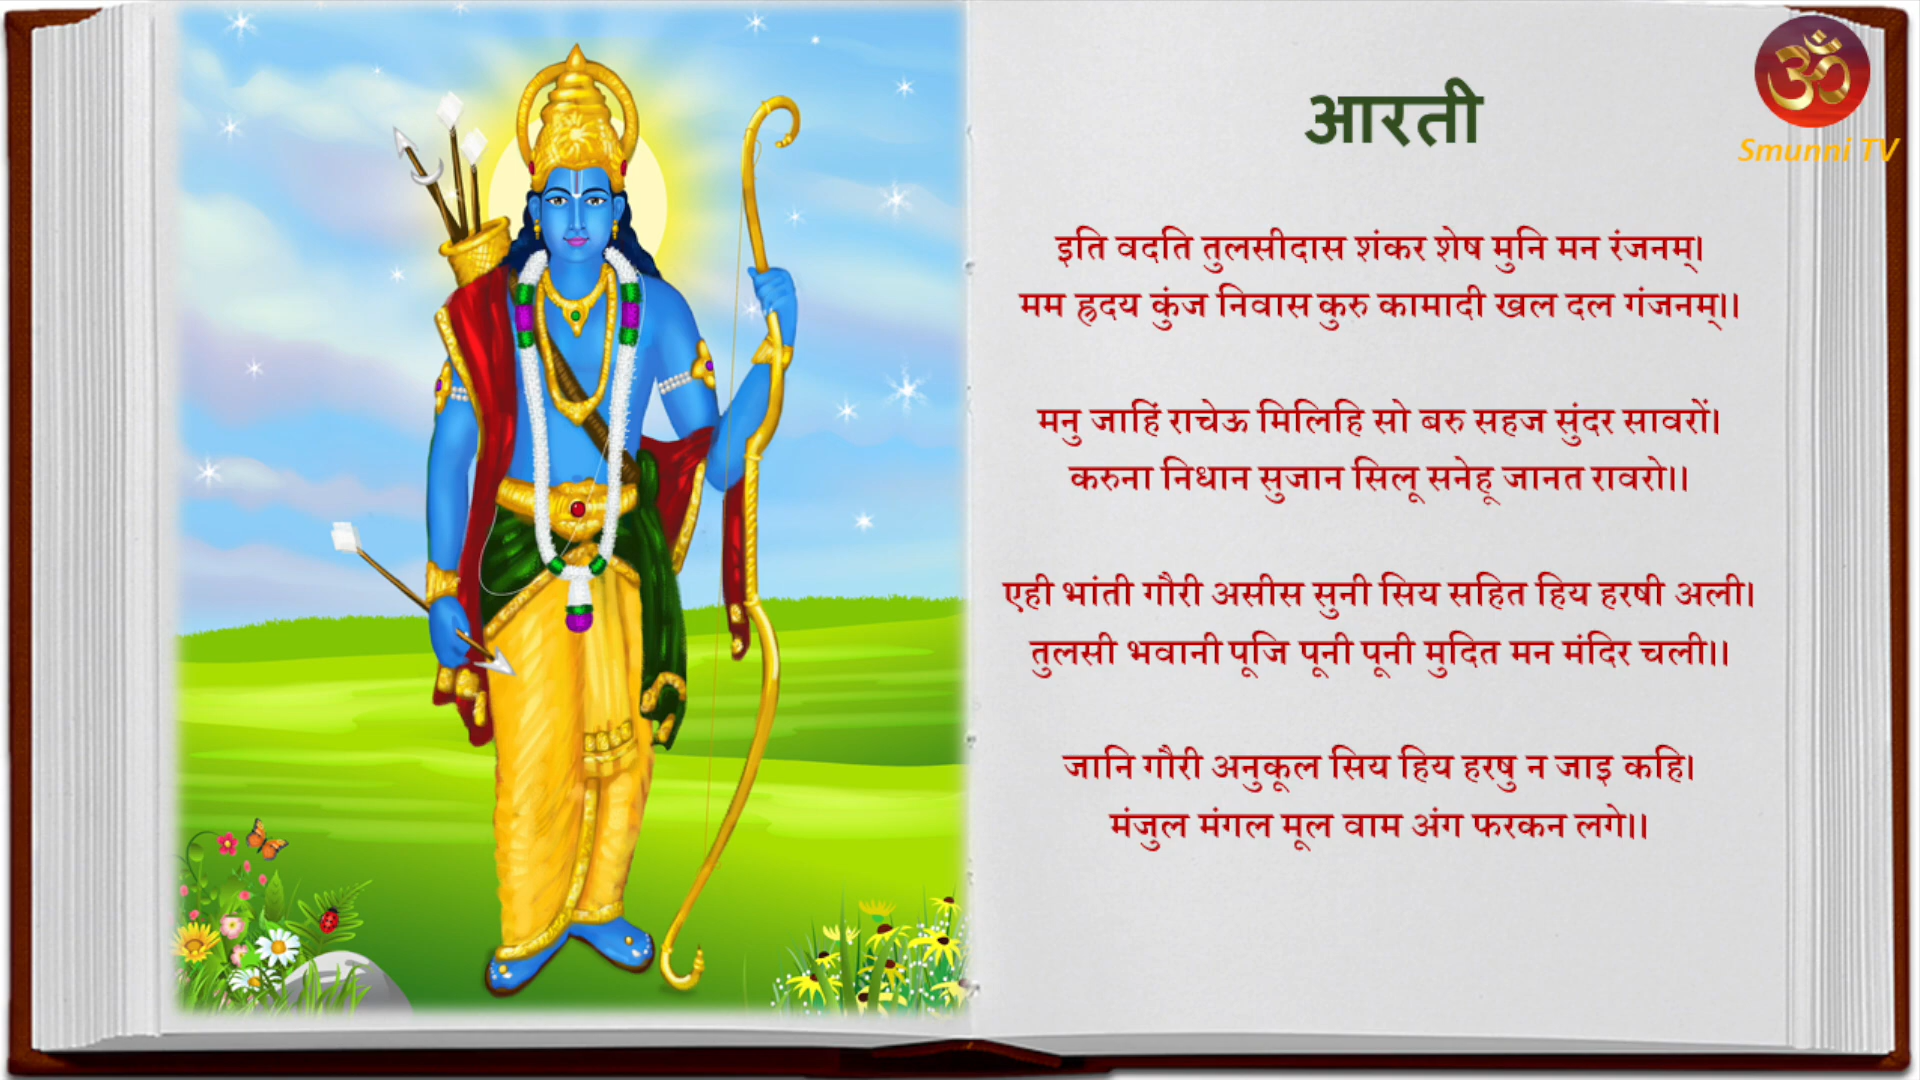 आरती
ॐ
Smunni TV
इति वदति तुलसीदास शंकर शेष मुनि मन रंजनम्।
मम ह्रदय कुंज निवास कुरु कामादी खल दल गंजनम्।।
मनु जाहिं राचेऊ मिलिहि सो बरु सहज सुंदर सावरों।
करुना निधान सुजान सिलू सनेहू जानत रावरो।।
एही भांती गौरी असीस सुनी सिय सहित हिय हरषी अली।
तुलसी भवानी पूजि पूनी पूनी मुदित मन मंदिर चली।।
जानि गौरी अनुकूल सिय हिय हरषु न जाइ कहि।
मंजुल मंगल मूल वाम अंग फरकन लगे।।